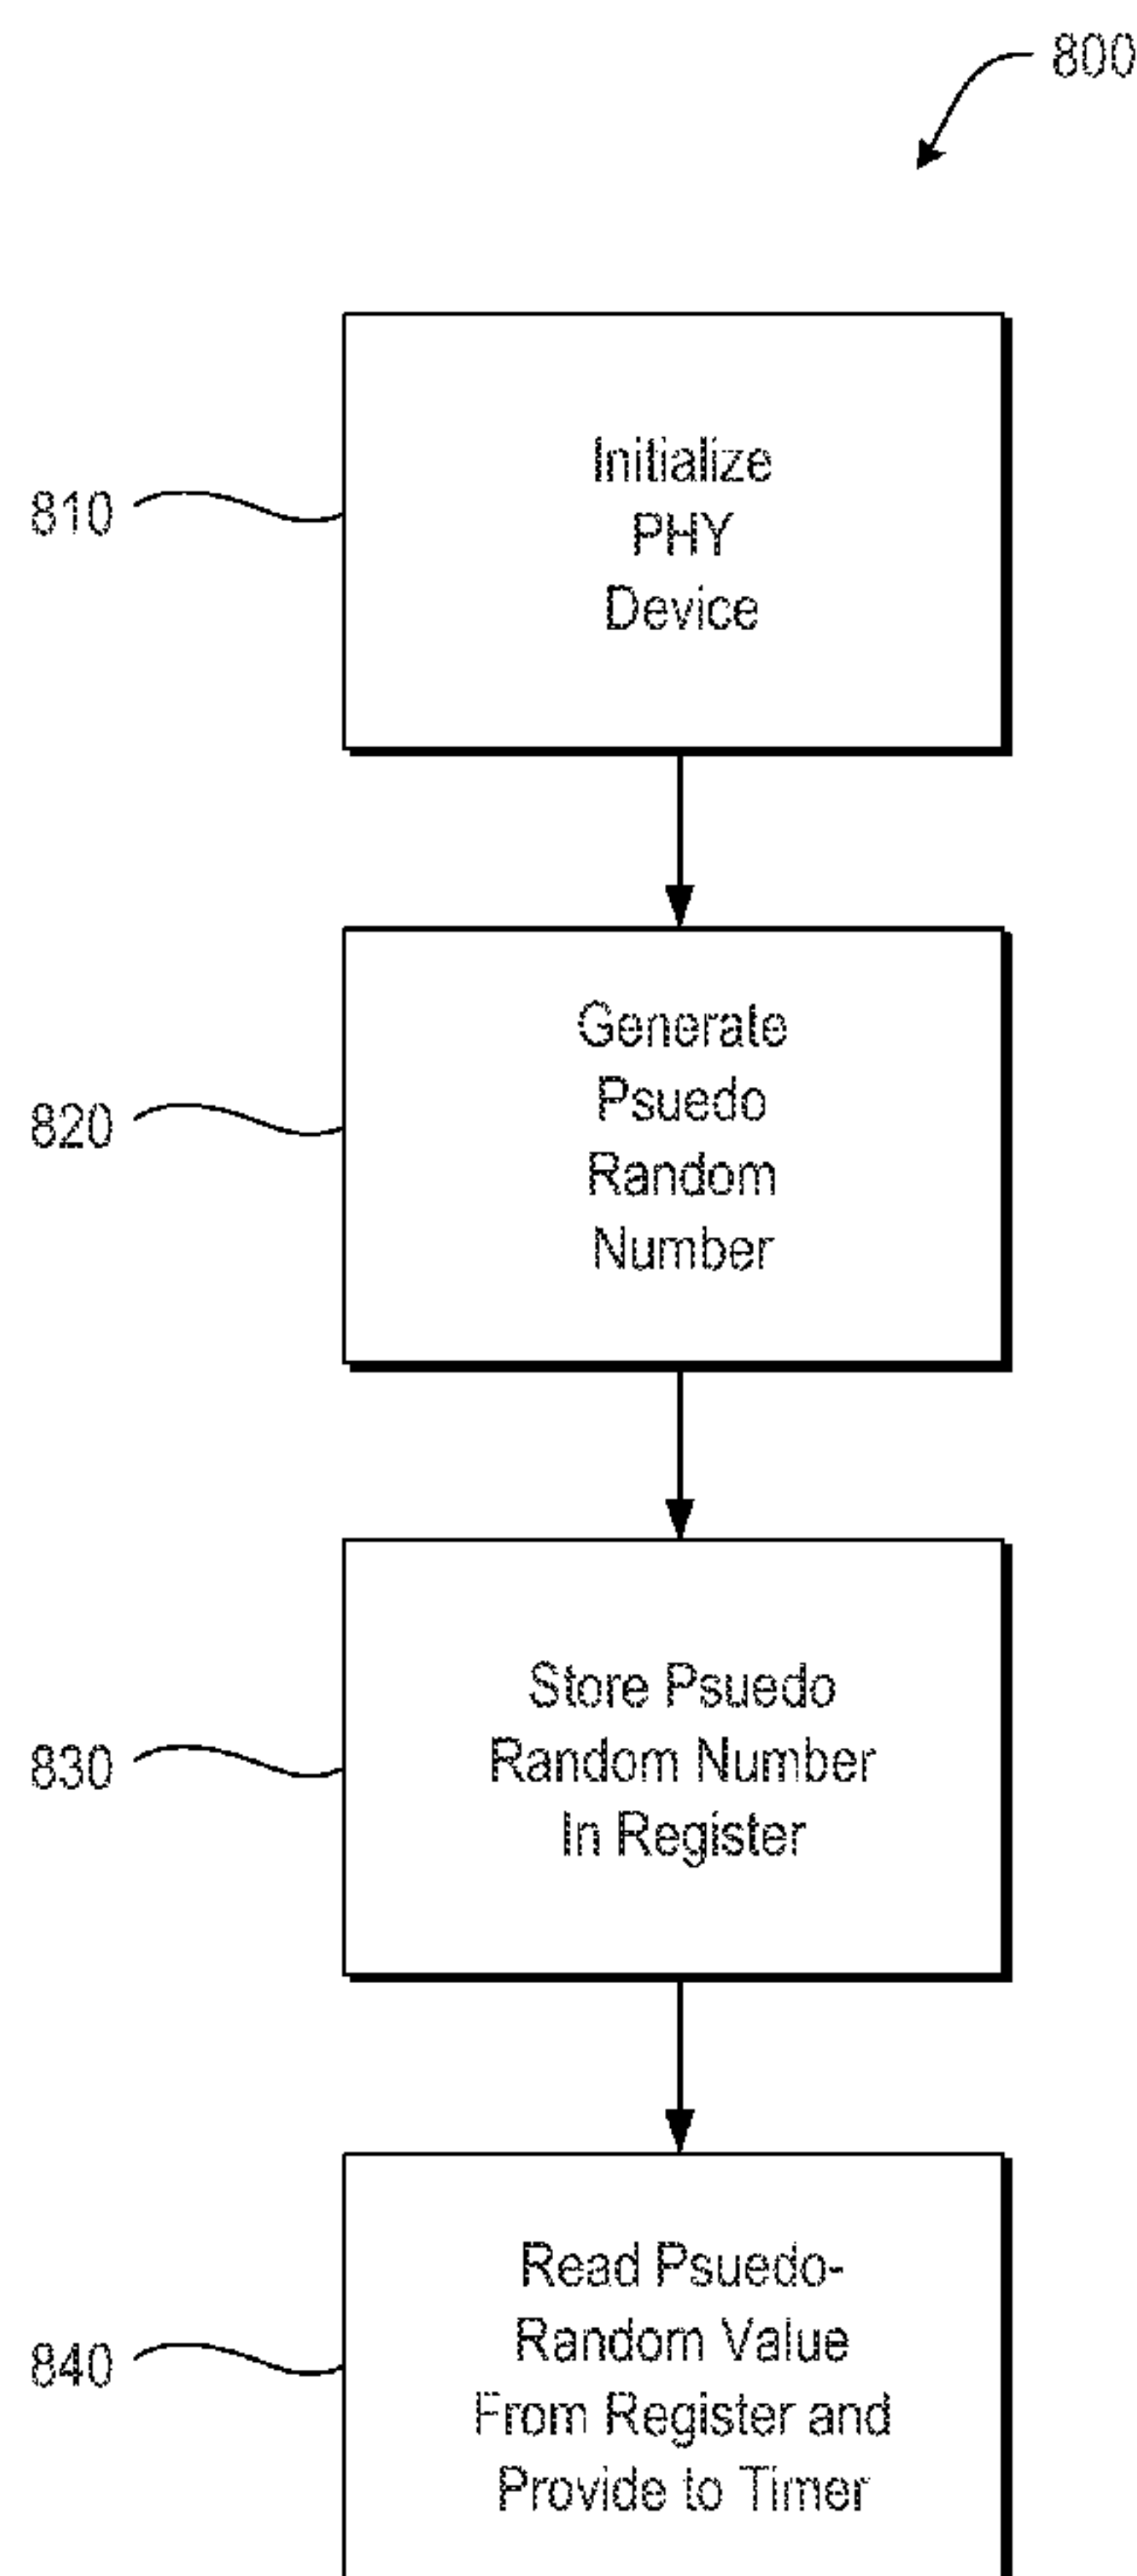 800
810
Initialize
PHY
Device
820
Generate
Psuedo
Random
Number
830
Store Psuedo
Random Number
In Register
840
Read Psuedo-
Random Value
From Register and
Provide to Timer